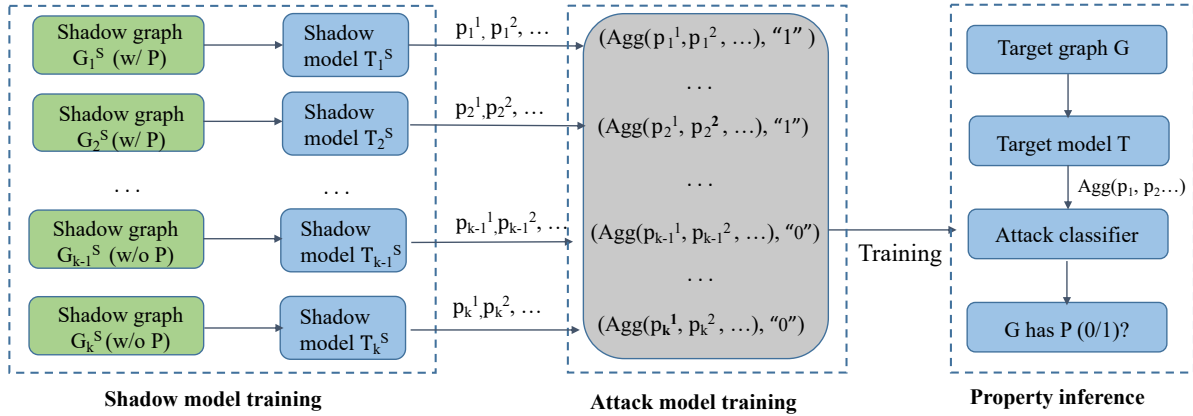 Shadow graph
G₁ˢ (w/ P)
Shadow
model T₁ˢ
p₁¹, p₁², …
(Agg(p₁¹,p₁² , …), “1” )
. . .
Shadow graph
G₂ˢ (w/ P)
Shadow
model T₂ˢ
p₂¹,p₂², …
(Agg(p₂¹, p₂² , …), “1”)
. . .
. . .
. . .
Shadow graph
Gₖ₋₁ˢ (w/o P)
Shadow
model Tₖ₋₁ˢ
pₖ₋₁¹,pₖ₋₁², …
(Agg(pₖ₋₁¹, pₖ₋₁² , …), “0”)
. . .
Shadow graph
Gₖˢ (w/o P)
Shadow
model Tₖˢ
pₖ¹,pₖ², …
(Agg(pₖ¹, pₖ² , …), “0”)
Training
Target graph G
Target model T
Agg(p₁, p₂…)
Attack classifier
G has P (0/1)?
Shadow model training
Attack model training
Property inference